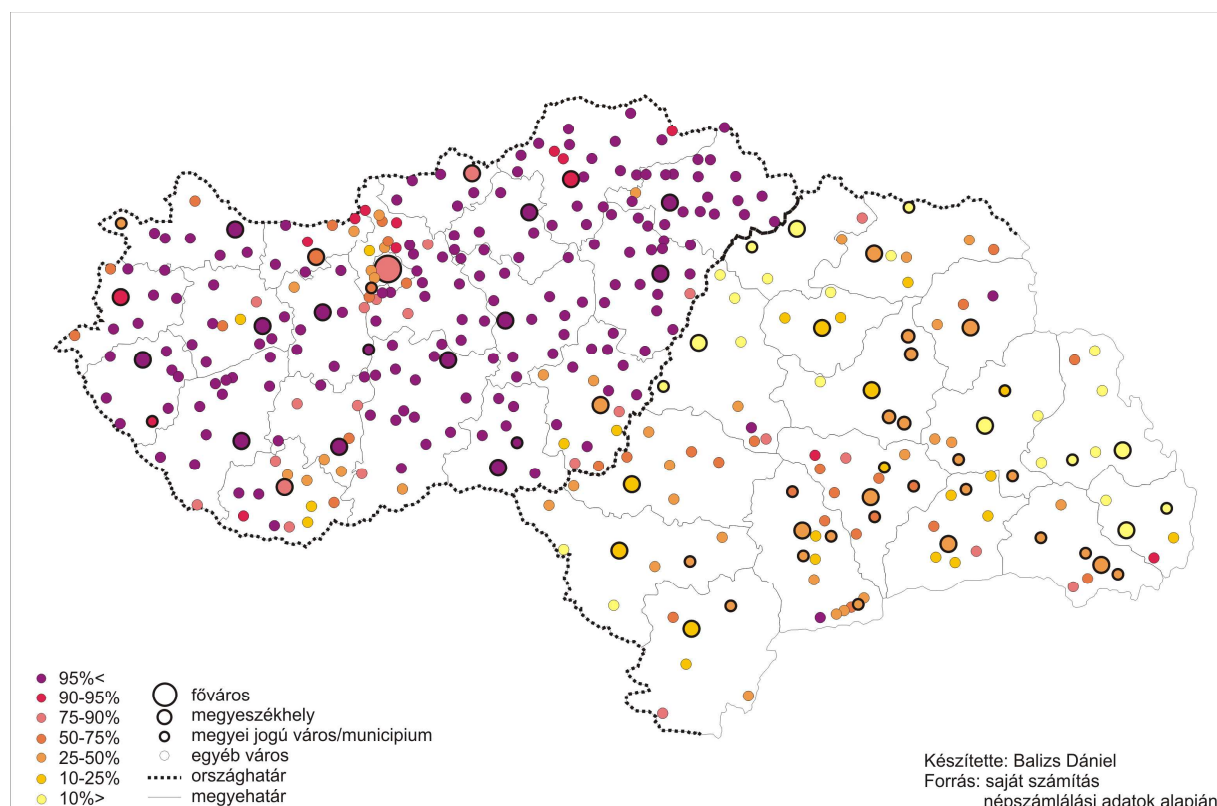 95%<
90-95%
75-90%
50-75%
25-50%
10-25%
10%>
főváros
megyeszékhely
megyei jogú város/municipium
egyéb város
országhatár
megyehatár
Készítette: Balizs Dániel
Forrás: saját számítás
népszámlálási adatok alapján